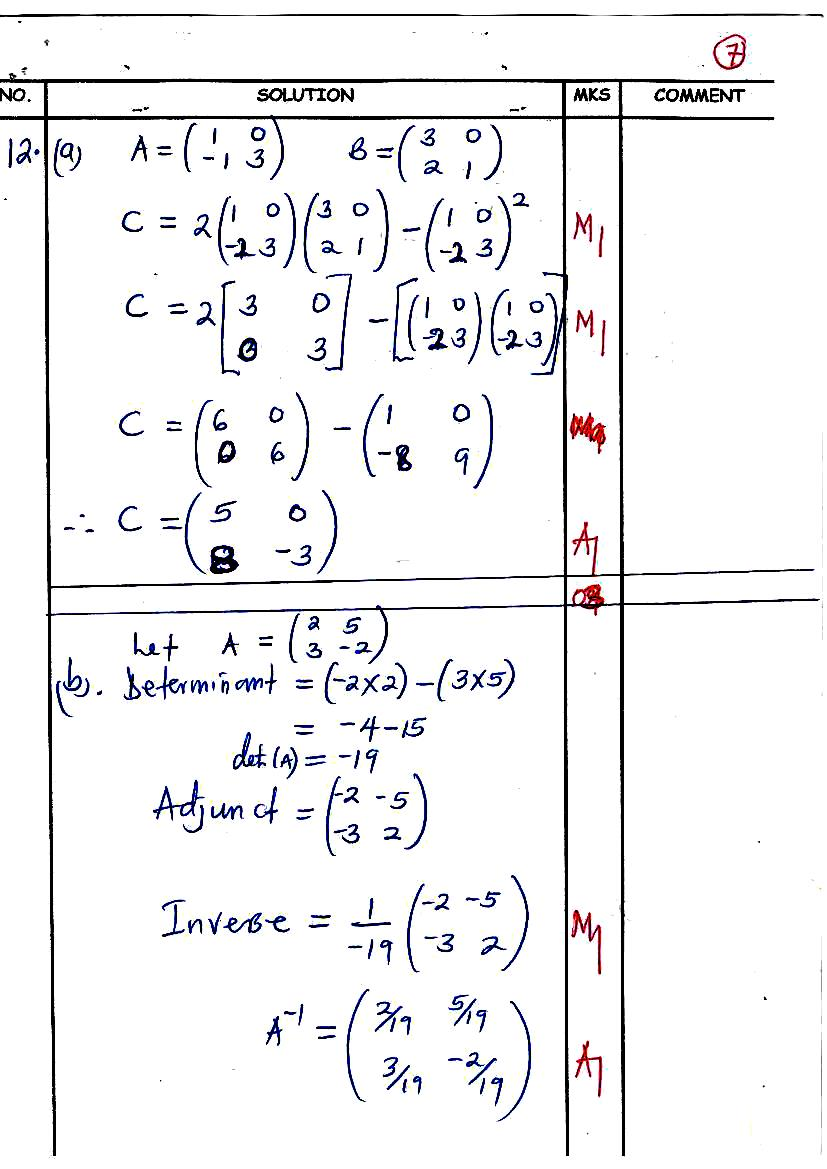 7
NO. SOLUTION MKS COMMENT
12. (a) A = (1 0 / -1 3) B = (3 0 / 2 1)
C = 2(1 0 / -2 3)(3 0 / 2 1) - (1 0 / -2 3)² M1
C = 2[3 0 / 0 3] - [(1 0 / -2 3)(1 0 / -2 3)] M1
C = (6 0 / 0 6) - (1 0 / -8 9)
∴ C = (5 0 / 8 -3) A1
Let A = (2 5 / 3 -2)
(b). Determinant = (-2x2) - (3x5)
= -4-15
det(A) = -19
Adjunct = (-2 -5 / -3 2)
Inverse = 1/-19 (-2 -5 / -3 2) M1
A⁻¹ = (2/19 5/19 / 3/19 -2/19) A1